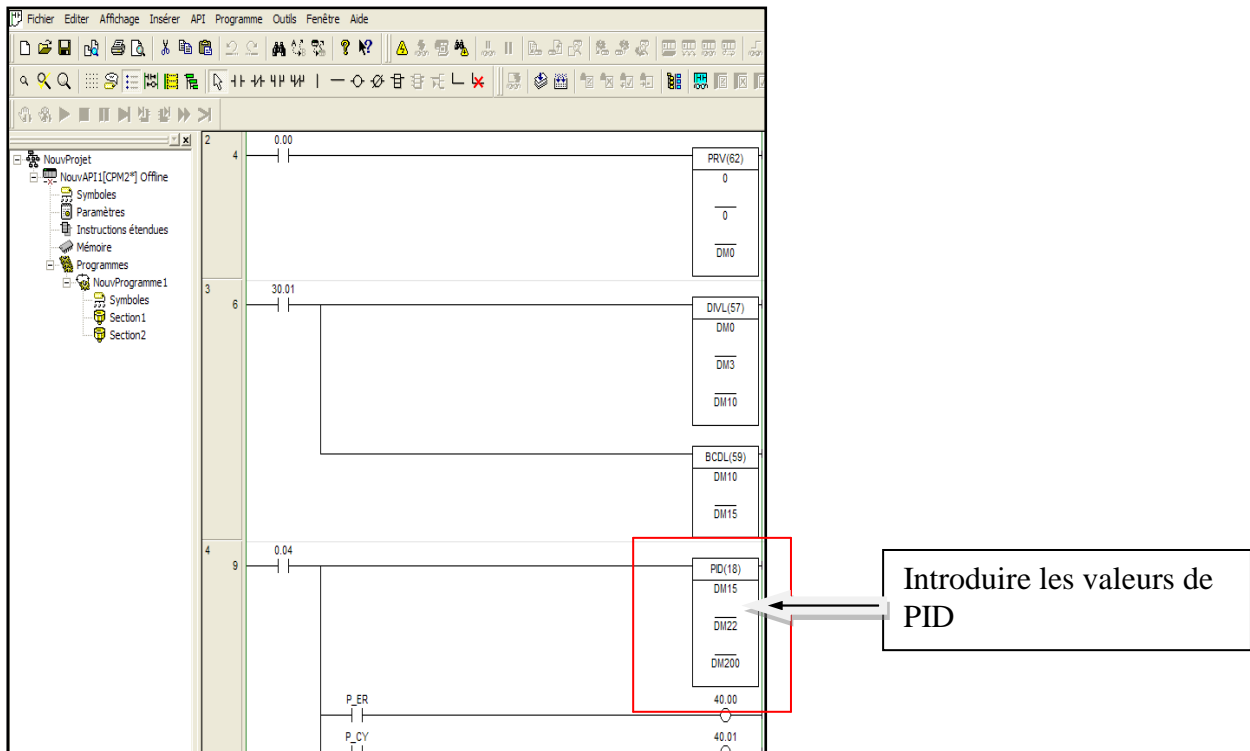 Fichier Editer Affichage Insérer API Programme Outils Fenêtre Aide
NouvProjet
NouvAPI1[CPM2*] Offline
Symboles
Paramètres
Instructions étendues
Mémoire
Programmes
NouvProgramme1
Symboles
Section1
Section2
2
4
0.00
PRV(62)
0
0
DM0
3
6
30.01
DIVL(57)
DM0
DM3
DM10
BCDL(59)
DM10
DM15
4
9
0.04
PID(18)
DM15
DM22
DM200
P_ER
40.00
P_CY
40.01
Introduire les valeurs de
PID